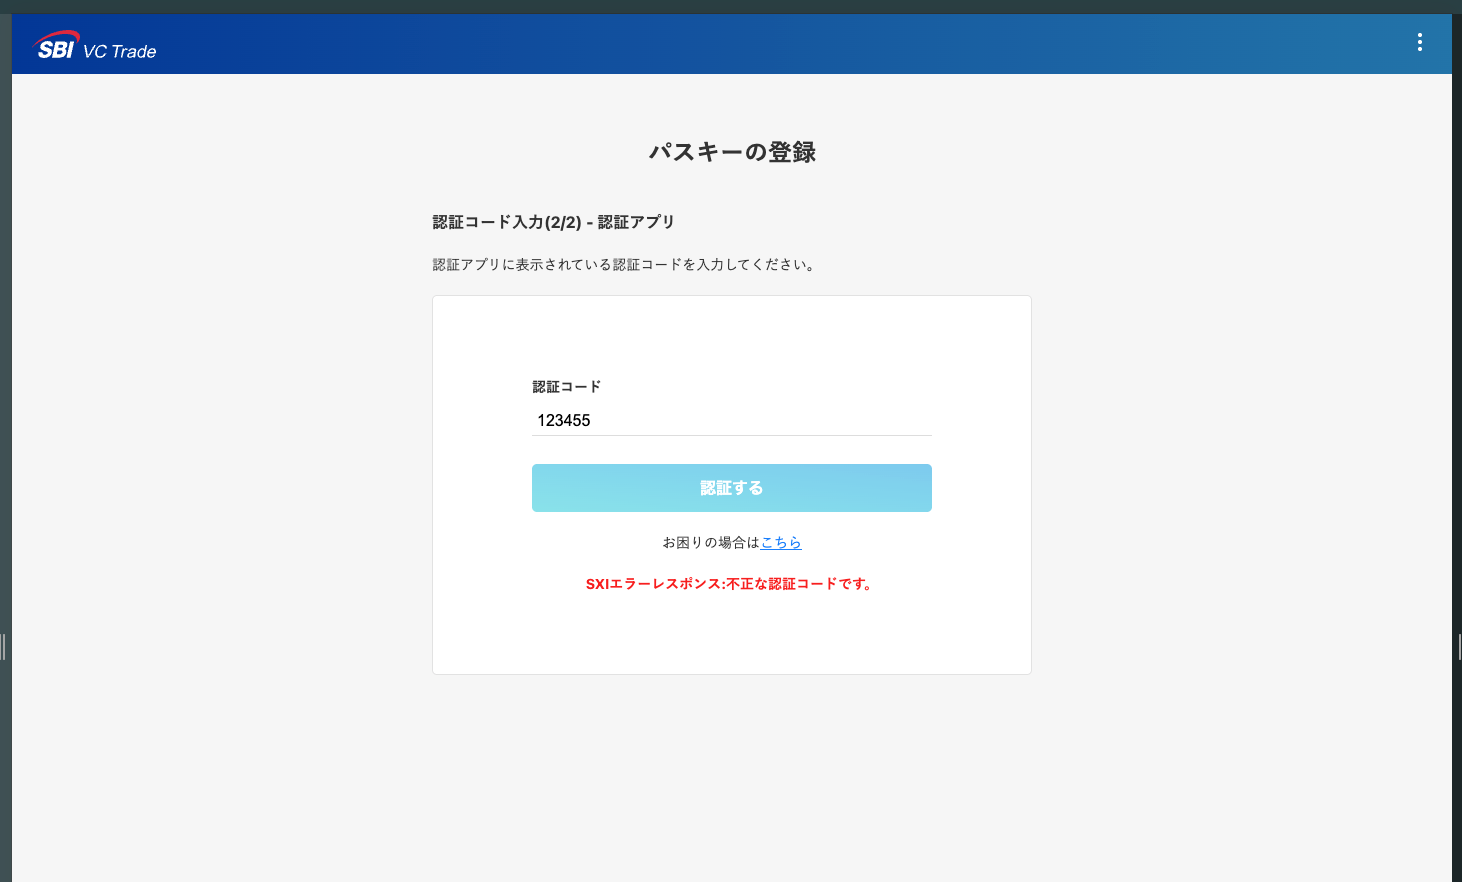 SBI VC Trade
パスキーの登録
認証コード入力(2/2) - 認証アプリ
認証アプリに表示されている認証コードを入力してください。
認証コード
123455
認証する
お困りの場合はこちら
SXIエラーレスポンス:不正な認証コードです。